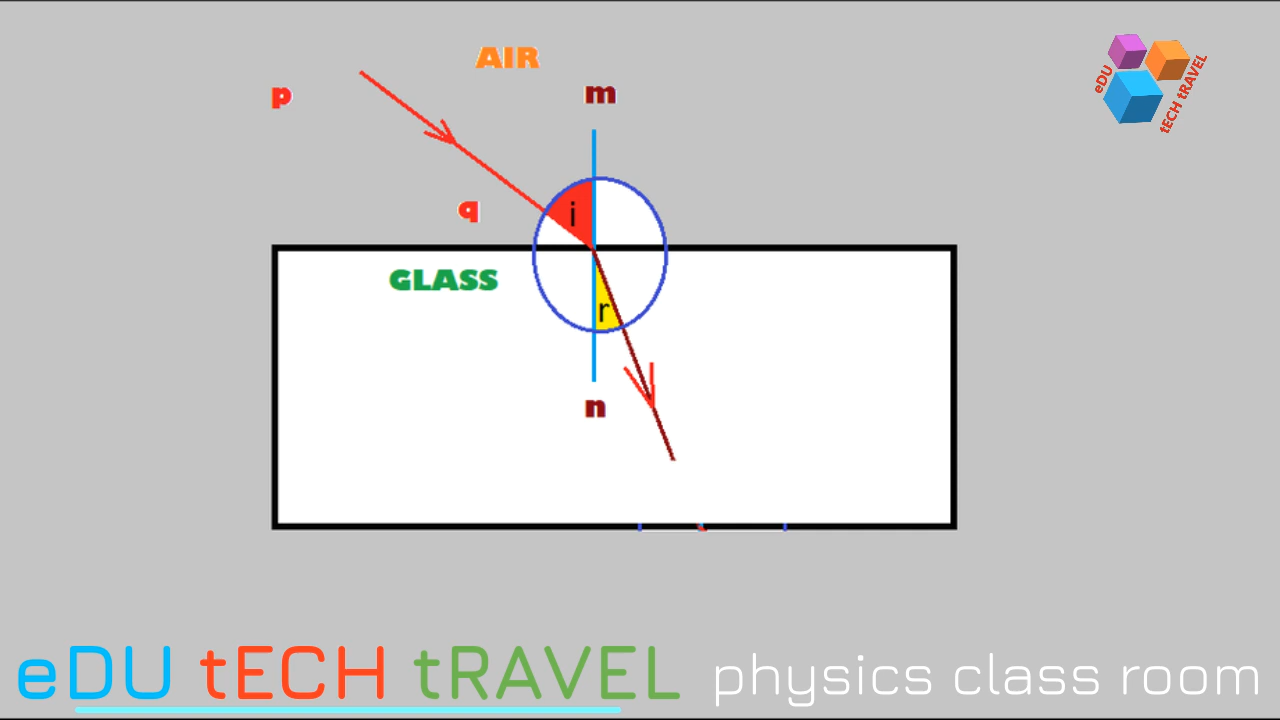 AIR
p
m
eDU
tECH tRAVEL
q
i
GLASS
r
n
eDU tECH tRAVEL physics class room